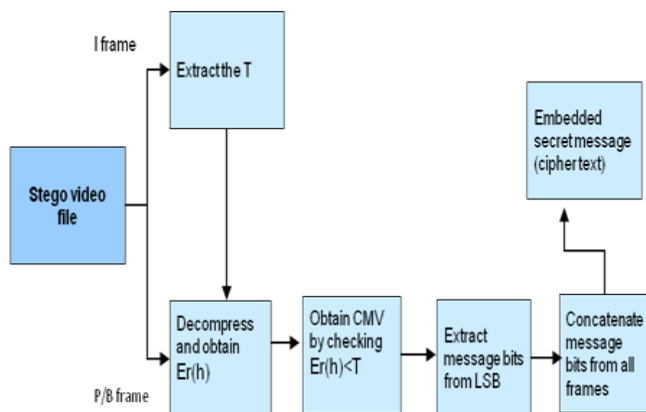 I frame
Extract the T
Stego video
file
Embedded
secret message
(cipher text)
Decompress
and obtain
Er(h)
Obtain CMV
by checking
Er(h)<T
Extract
message bits
from LSB
Concatenate
message
bits from all
frames
P/B frame